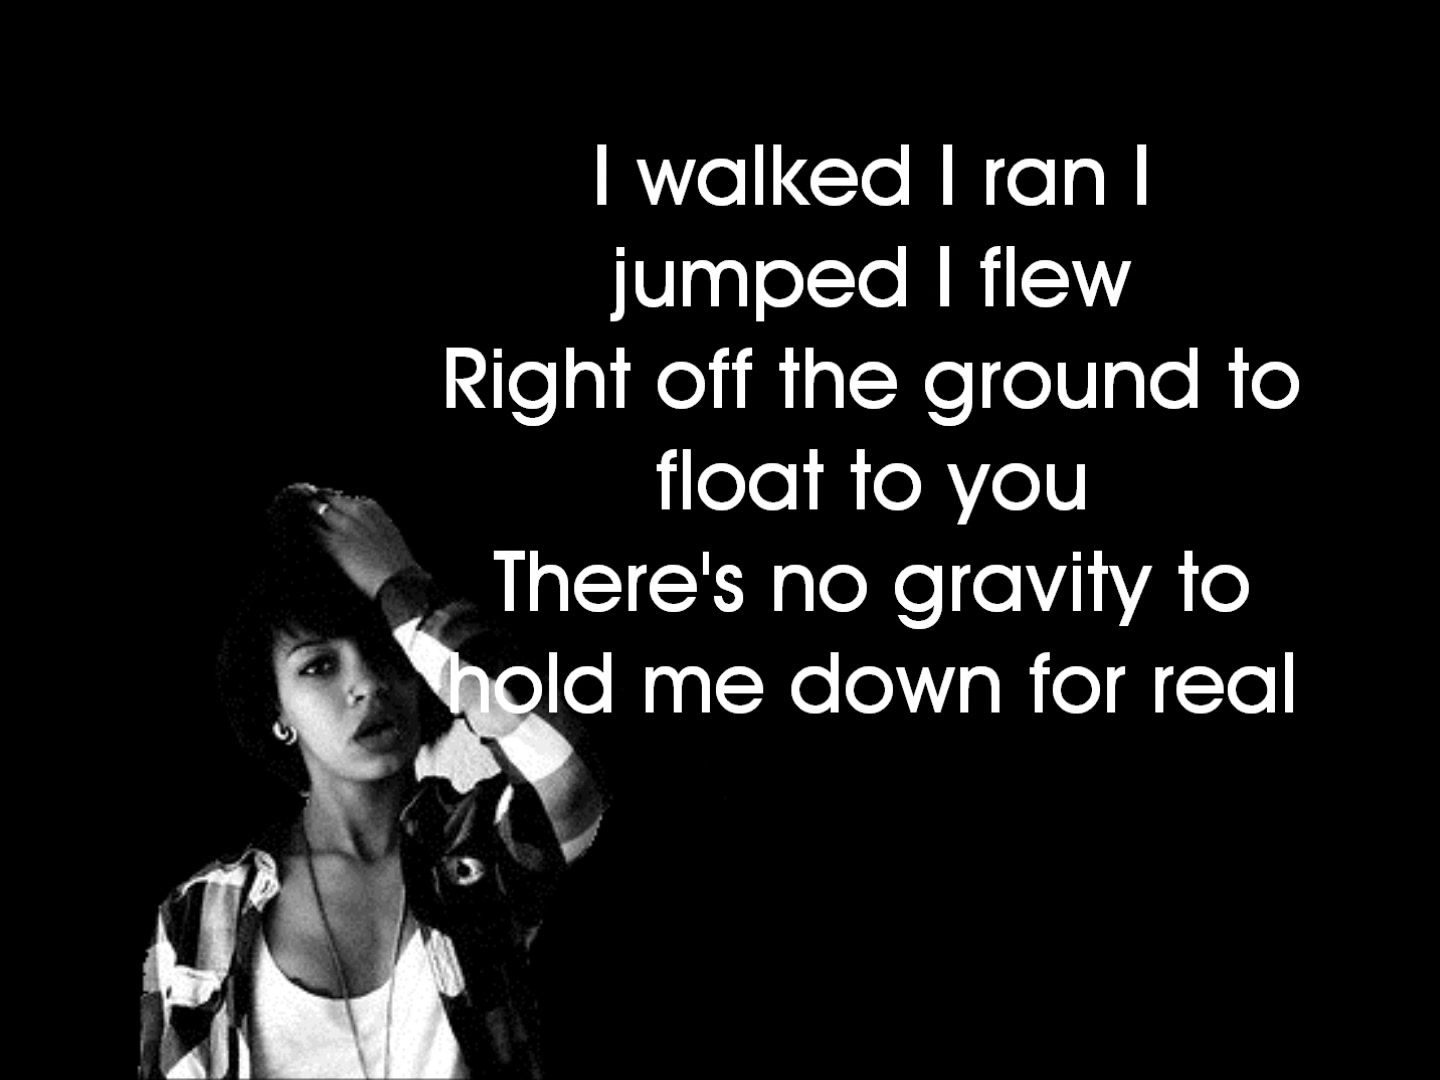 I walked I ran I
jumped I flew
Right off the ground to
float to you
There's no gravity to
hold me down for real